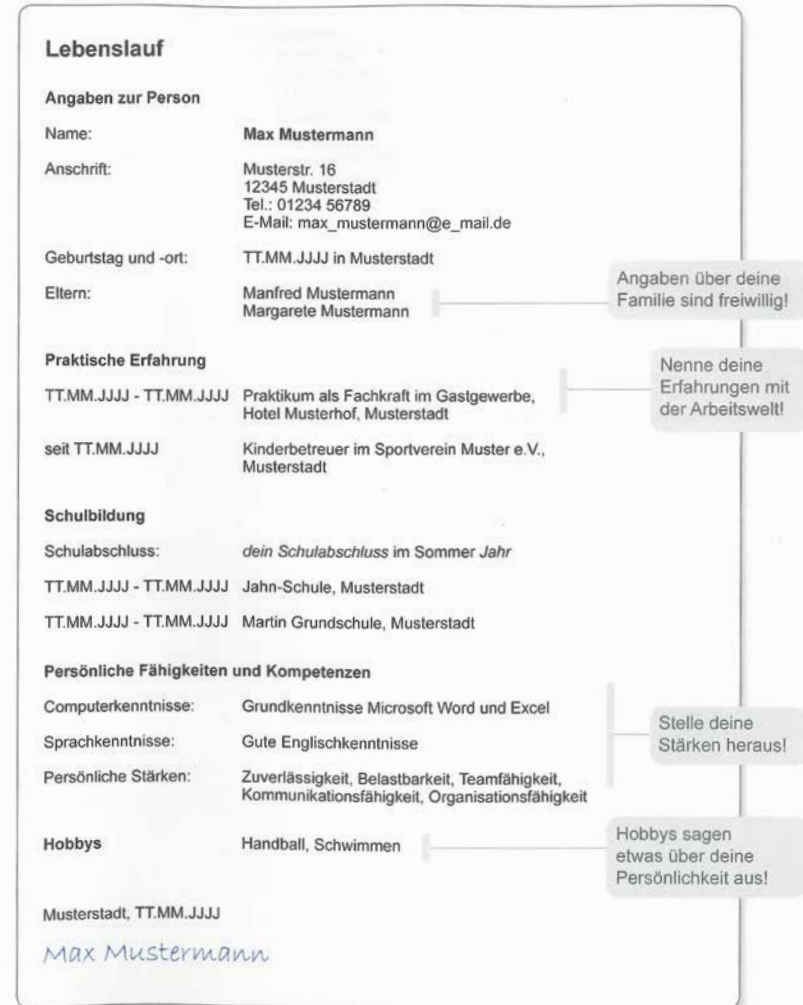 Lebenslauf
Angaben zur Person
Name: Max Mustermann
Anschrift: Musterstr. 16
12345 Musterstadt
Tel.: 01234 56789
E-Mail: max_mustermann@e_mail.de
Geburtstag und -ort: TT.MM.JJJJ in Musterstadt
Eltern: Manfred Mustermann
Margarete Mustermann
Angaben über deine
Familie sind freiwillig!
Praktische Erfahrung
TT.MM.JJJJ - TT.MM.JJJJ Praktikum als Fachkraft im Gastgewerbe,
Hotel Musterhof, Musterstadt
Nenne deine
Erfahrungen mit
der Arbeitswelt!
seit TT.MM.JJJJ Kinderbetreuer im Sportverein Muster e.V.,
Musterstadt
Schulbildung
Schulabschluss: dein Schulabschluss im Sommer Jahr
TT.MM.JJJJ - TT.MM.JJJJ Jahn-Schule, Musterstadt
TT.MM.JJJJ - TT.MM.JJJJ Martin Grundschule, Musterstadt
Persönliche Fähigkeiten und Kompetenzen
Computerkenntnisse: Grundkenntnisse Microsoft Word und Excel
Sprachkenntnisse: Gute Englischkenntnisse
Persönliche Stärken: Zuverlässigkeit, Belastbarkeit, Teamfähigkeit,
Kommunikationsfähigkeit, Organisationsfähigkeit
Stelle deine
Stärken heraus!
Hobbys Handball, Schwimmen
Hobbys sagen
etwas über deine
Persönlichkeit aus!
Musterstadt, TT.MM.JJJJ
Max Mustermann